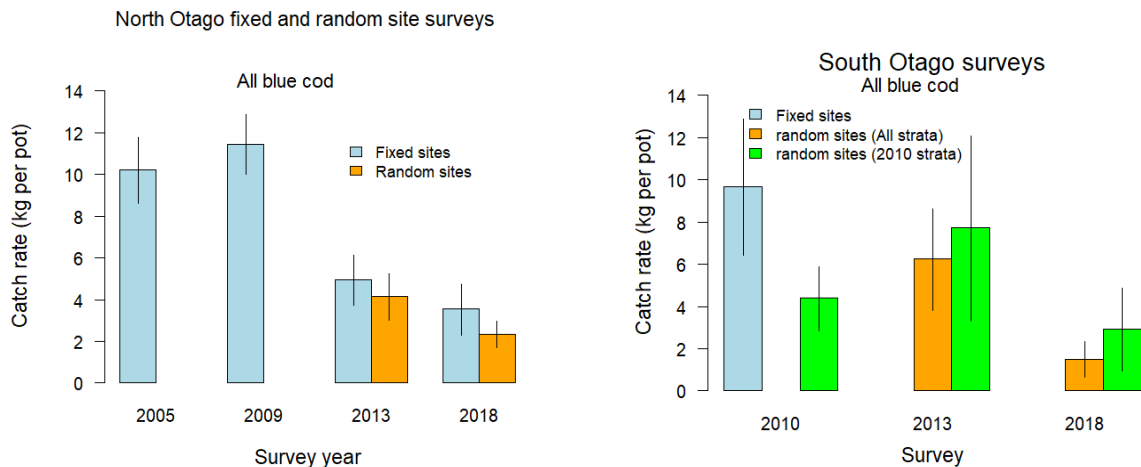 North Otago fixed and random site surveys
All blue cod
14
12
10
8
6
4
2
0
Catch rate (kg per pot)
Fixed sites
Random sites
2005 2009 2013 2018
Survey year
South Otago surveys
All blue cod
14
12
10
8
6
4
2
0
Catch rate (kg per pot)
Fixed sites
random sites (All strata)
random sites (2010 strata)
2010 2013 2018
Survey